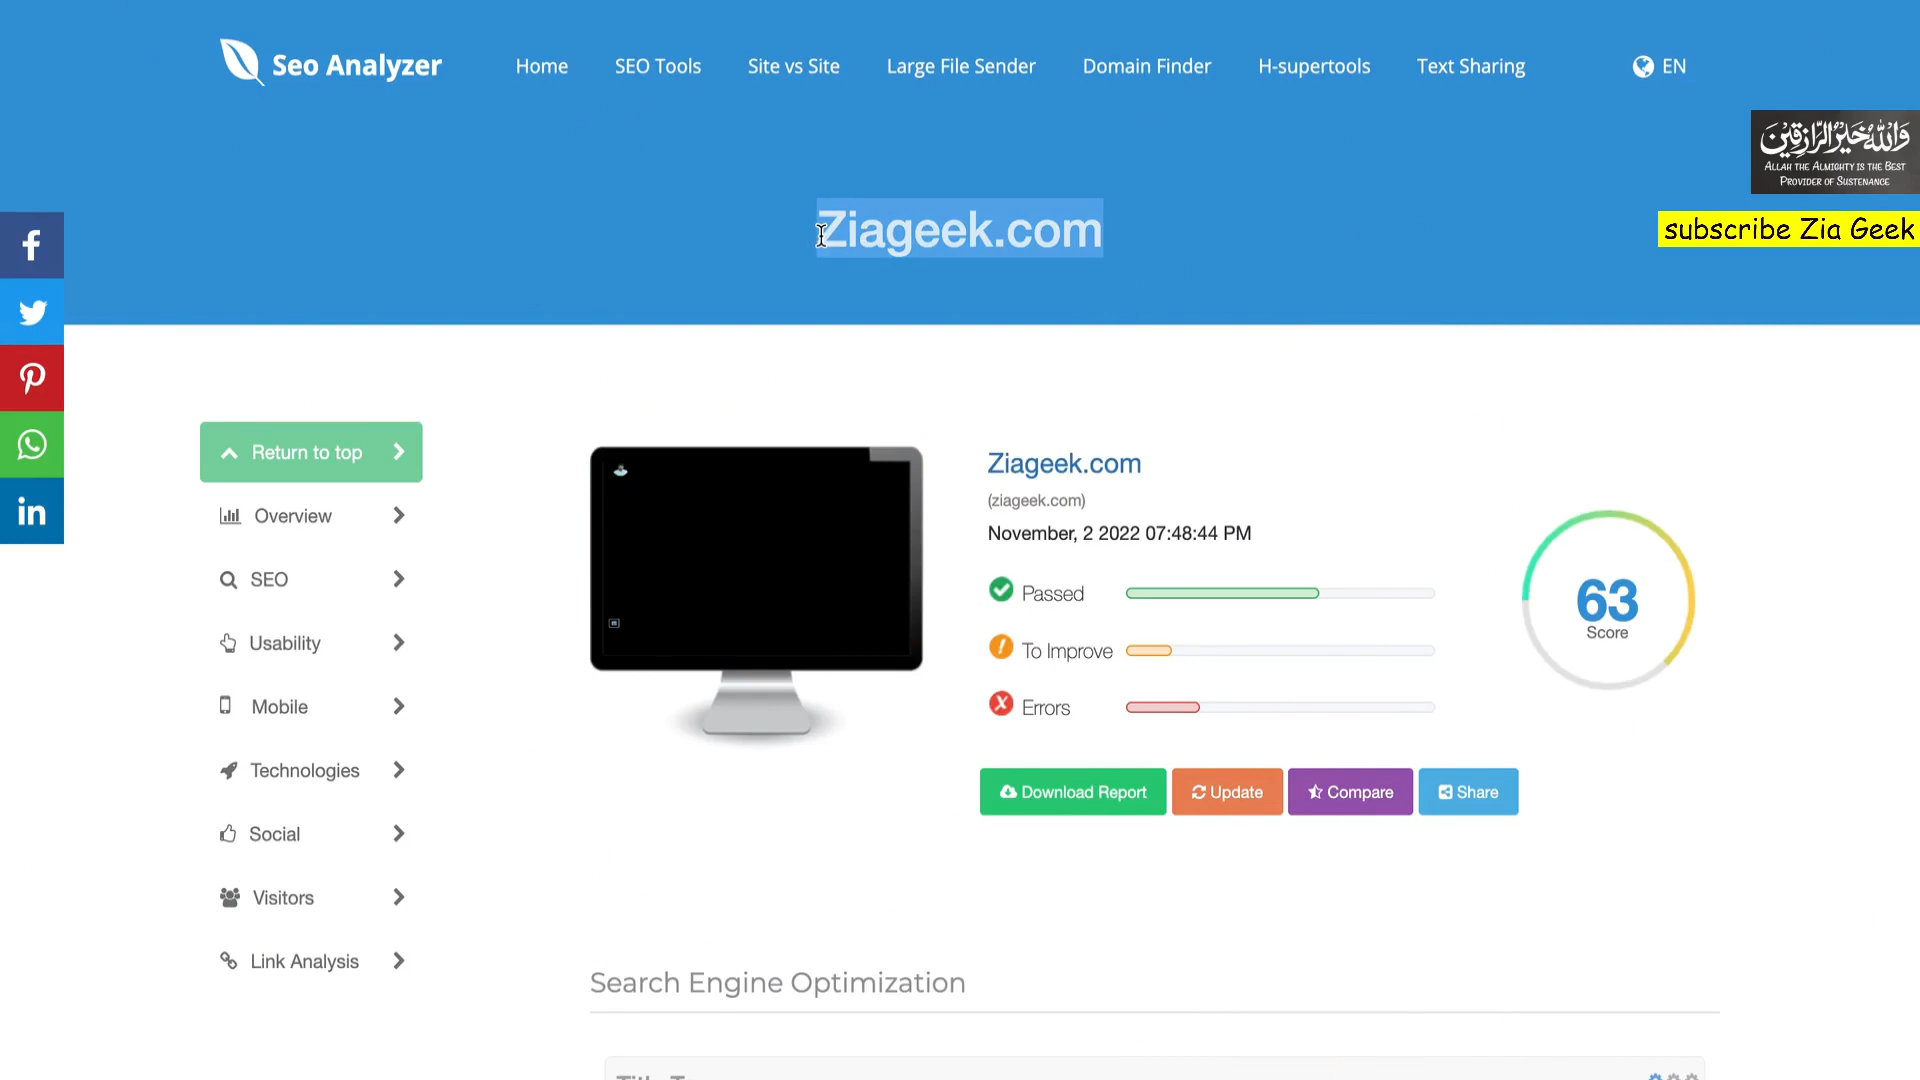 Seo Analyzer
Home
SEO Tools
Site vs Site
Large File Sender
Domain Finder
H-supertools
Text Sharing
EN
وَاللّٰهُ خَيْرُ الرَّازِقِيْنَ
ALLAH THE ALMIGHTY IS THE BEST
PROVIDER OF SUSTENANCE
Ziageek.com
subscribe Zia Geek
Return to top
Overview
SEO
Usability
Mobile
Technologies
Social
Visitors
Link Analysis
Ziageek.com
(ziageek.com)
November, 2 2022 07:48:44 PM
Passed
To Improve
Errors
63
Score
Download Report
Update
Compare
Share
Search Engine Optimization